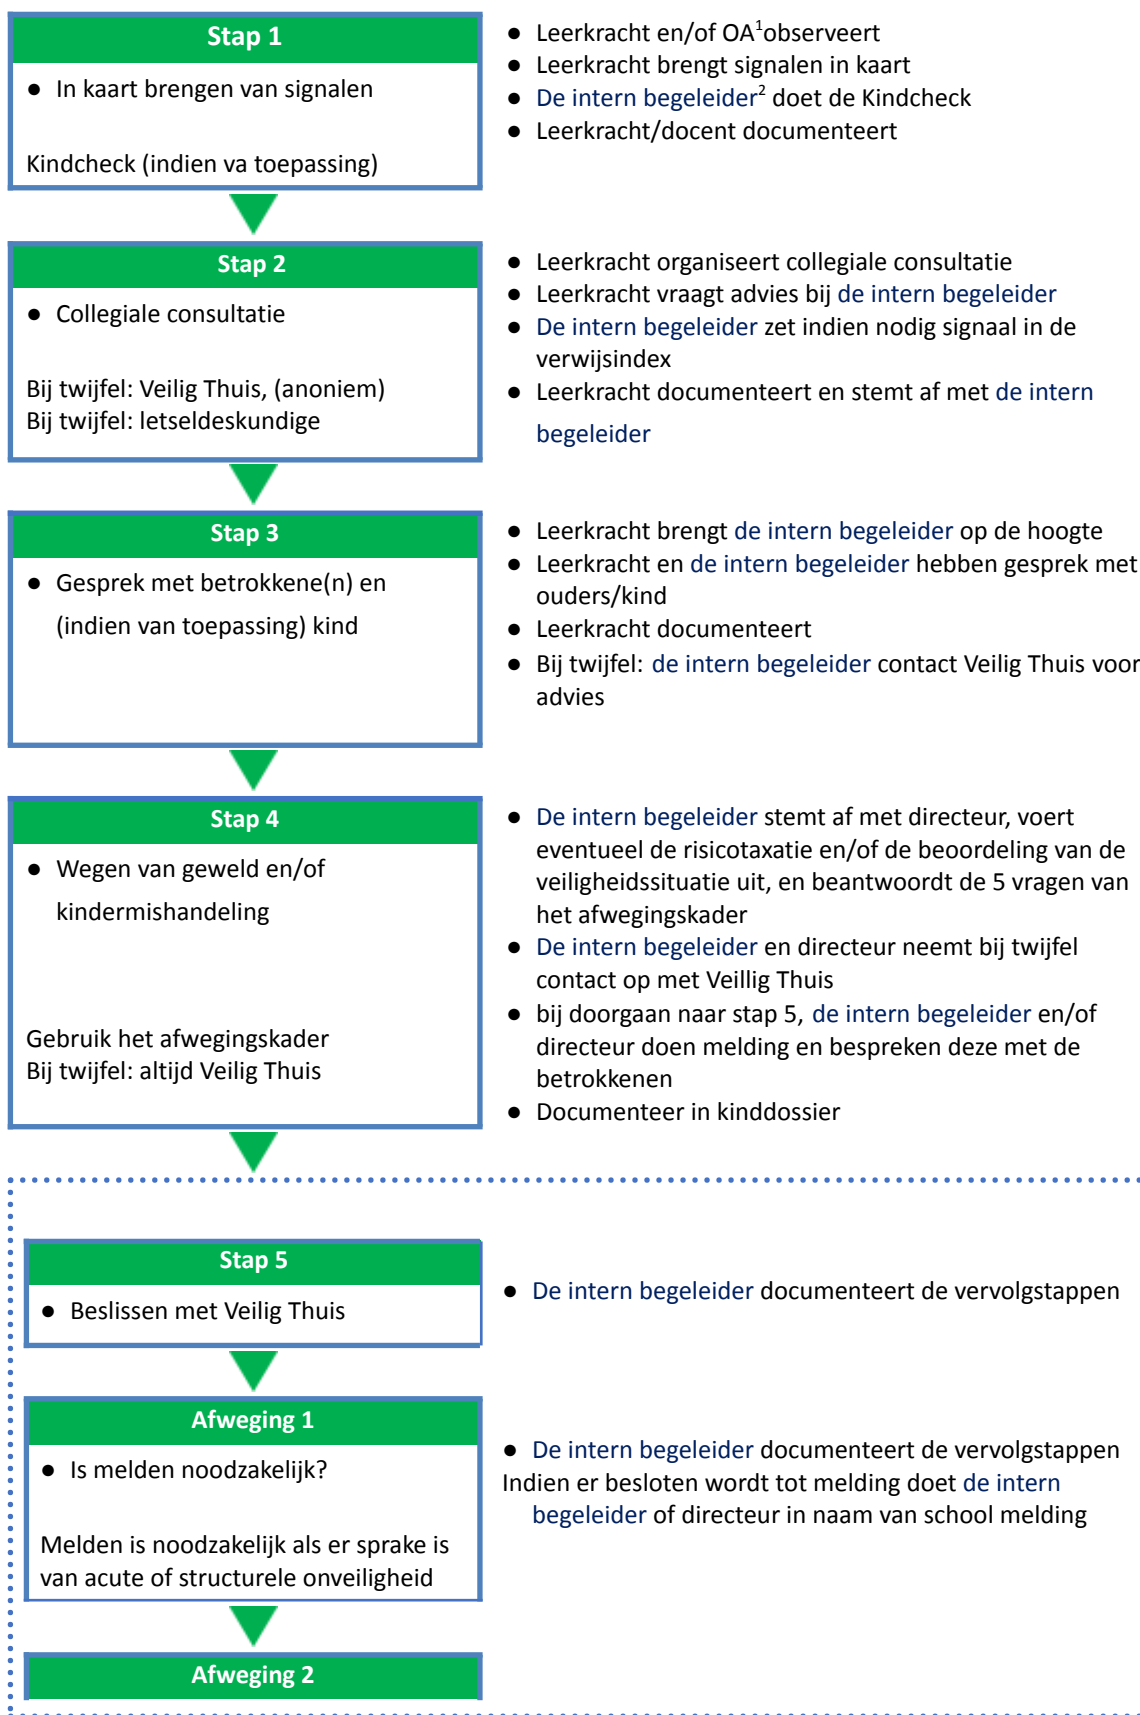 Stap 1
● In kaart brengen van signalen
Kindcheck (indien va toepassing)
● Leerkracht en/of OA¹observeert
● Leerkracht brengt signalen in kaart
● De intern begeleider² doet de Kindcheck
● Leerkracht/docent documenteert
Stap 2
● Collegiale consultatie
Bij twijfel: Veilig Thuis, (anoniem)
Bij twijfel: letseldeskundige
● Leerkracht organiseert collegiale consultatie
● Leerkracht vraagt advies bij de intern begeleider
● De intern begeleider zet indien nodig signaal in de
verwijsindex
● Leerkracht documenteert en stemt af met de intern
begeleider
Stap 3
● Gesprek met betrokkene(n) en
(indien van toepassing) kind
● Leerkracht brengt de intern begeleider op de hoogte
● Leerkracht en de intern begeleider hebben gesprek met
ouders/kind
● Leerkracht documenteert
● Bij twijfel: de intern begeleider contact Veilig Thuis voor
advies
Stap 4
● Wegen van geweld en/of
kindermishandeling
Gebruik het afwegingskader
Bij twijfel: altijd Veilig Thuis
● De intern begeleider stemt af met directeur, voert
eventueel de risicotaxatie en/of de beoordeling van de
veiligheidssituatie uit, en beantwoordt de 5 vragen van
het afwegingskader
● De intern begeleider en directeur neemt bij twijfel
contact op met Veillig Thuis
● bij doorgaan naar stap 5, de intern begeleider en/of
directeur doen melding en bespreken deze met de
betrokkenen
● Documenteer in kinddossier
Stap 5
● Beslissen met Veilig Thuis
● De intern begeleider documenteert de vervolgstappen
Afweging 1
● Is melden noodzakelijk?
Melden is noodzakelijk als er sprake is
van acute of structurele onveiligheid
● De intern begeleider documenteert de vervolgstappen
Indien er besloten wordt tot melding doet de intern
begeleider of directeur in naam van school melding
Afweging 2